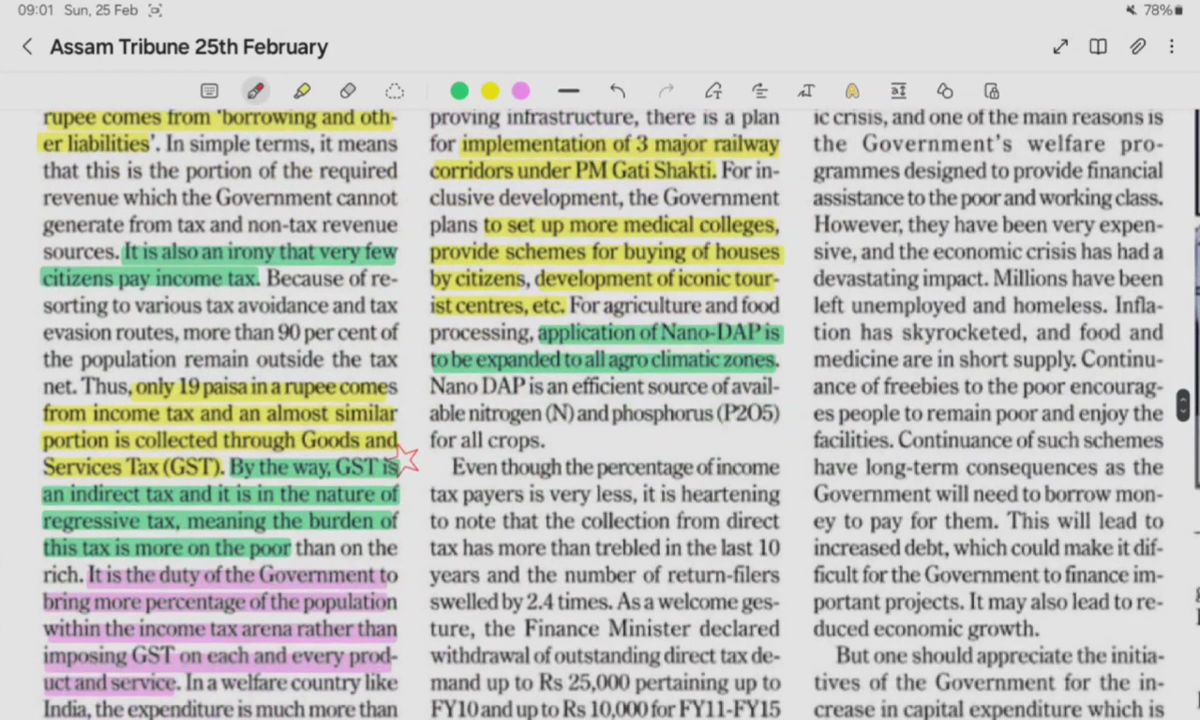 09:01 Sun, 25 Feb
78%
Assam Tribune 25th February
rupee comes from 'borrowing and oth-
er liabilities'. In simple terms, it means
that this is the portion of the required
revenue which the Government cannot
generate from tax and non-tax revenue
sources. It is also an irony that very few
citizens pay income tax. Because of re-
sorting to various tax avoidance and tax
evasion routes, more than 90 per cent of
the population remain outside the tax
net. Thus, only 19 paisa in a rupee comes
from income tax and an almost similar
portion is collected through Goods and
Services Tax (GST). By the way, GST is
an indirect tax and it is in the nature of
regressive tax, meaning the burden of
this tax is more on the poor than on the
rich. It is the duty of the Government to
bring more percentage of the population
within the income tax arena rather than
imposing GST on each and every prod-
uct and service. In a welfare country like
India, the expenditure is much more than
proving infrastructure, there is a plan
for implementation of 3 major railway
corridors under PM Gati Shakti. For in-
clusive development, the Government
plans to set up more medical colleges,
provide schemes for buying of houses
by citizens, development of iconic tour-
ist centres, etc. For agriculture and food
processing, application of Nano-DAP is
to be expanded to all agro climatic zones.
Nano DAP is an efficient source of avail-
able nitrogen (N) and phosphorus (P2O5)
for all crops.
Even though the percentage of income
tax payers is very less, it is heartening
to note that the collection from direct
tax has more than trebled in the last 10
years and the number of return-filers
swelled by 2.4 times. As a welcome ges-
ture, the Finance Minister declared
withdrawal of outstanding direct tax de-
mand up to Rs 25,000 pertaining up to
FY10 and up to Rs 10,000 for FY11-FY15
ic crisis, and one of the main reasons is
the Government's welfare pro-
grammes designed to provide financial
assistance to the poor and working class.
However, they have been very expen-
sive, and the economic crisis has had a
devastating impact. Millions have been
left unemployed and homeless. Infla-
tion has skyrocketed, and food and
medicine are in short supply. Continu-
ance of freebies to the poor encourag-
es people to remain poor and enjoy the
facilities. Continuance of such schemes
have long-term consequences as the
Government will need to borrow mon-
ey to pay for them. This will lead to
increased debt, which could make it dif-
ficult for the Government to finance im-
portant projects. It may also lead to re-
duced economic growth.
But one should appreciate the initia-
tives of the Government for the in-
crease in capital expenditure which is